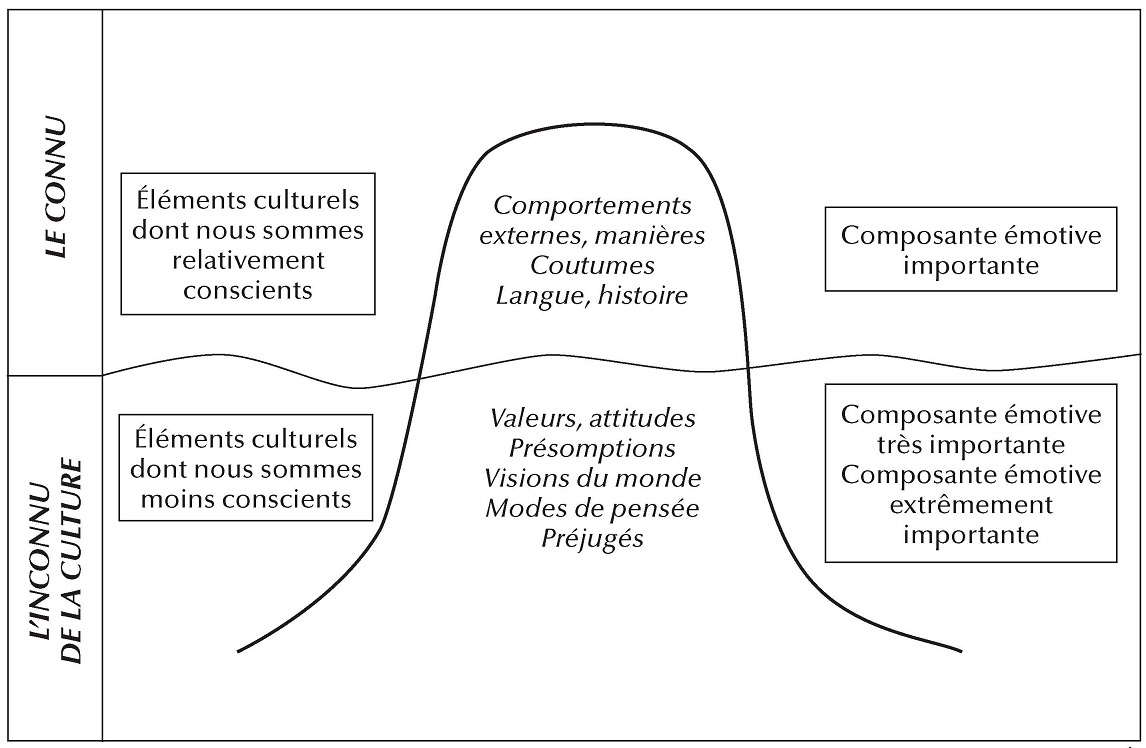 LE CONNU
Éléments culturels
dont nous sommes
relativement
conscients
Comportements
externes, manières
Coutumes
Langue, histoire
Composante émotive
importante
L’INCONNU
DE LA CULTURE
Éléments culturels
dont nous sommes
moins conscients
Valeurs, attitudes
Présomptions
Visions du monde
Modes de pensée
Préjugés
Composante émotive
très importante
Composante émotive
extrêmement
importante